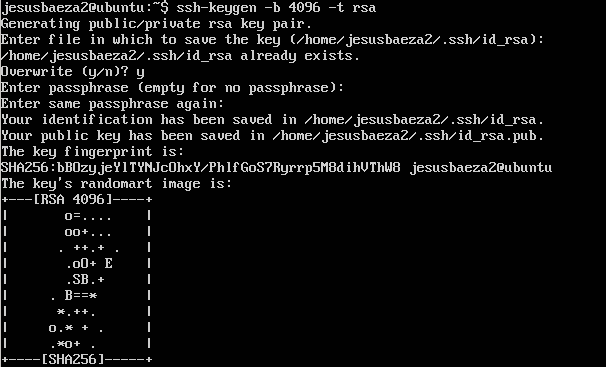 jesusbaeza2@ubuntu:~$ ssh-keygen -b 4096 -t rsa
Generating public/private rsa key pair.
Enter file in which to save the key (/home/jesusbaeza2/.ssh/id_rsa):
/home/jesusbaeza2/.ssh/id_rsa already exists.
Overwrite (y/n)? y
Enter passphrase (empty for no passphrase):
Enter same passphrase again:
Your identification has been saved in /home/jesusbaeza2/.ssh/id_rsa.
Your public key has been saved in /home/jesusbaeza2/.ssh/id_rsa.pub.
The key fingerprint is:
SHA256:bBOzyjeYlTYNJcOhxY/PhlfGoS7Ryrrp5M8dihVThW8 jesusbaeza2@ubuntu
The key's randomart image is:
+---[RSA 4096]----+
|       o=....    |
|       oo+...    |
|      . ++.+ .   |
|       .oO+ E    |
|       .SB.+     |
|     . B==*      |
|      *.++.      |
|     o.* + .     |
|     .*o+ .      |
+----[SHA256]-----+